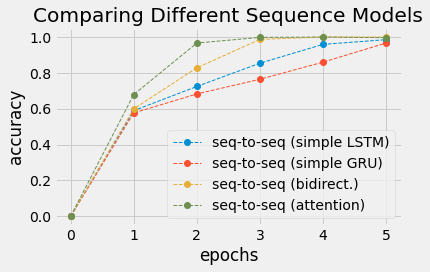 Comparing Different Sequence Models
accuracy
1.0
0.8
0.6
0.4
0.2
0.0
seq-to-seq (simple LSTM)
seq-to-seq (simple GRU)
seq-to-seq (bidirect.)
seq-to-seq (attention)
0 1 2 3 4 5
epochs